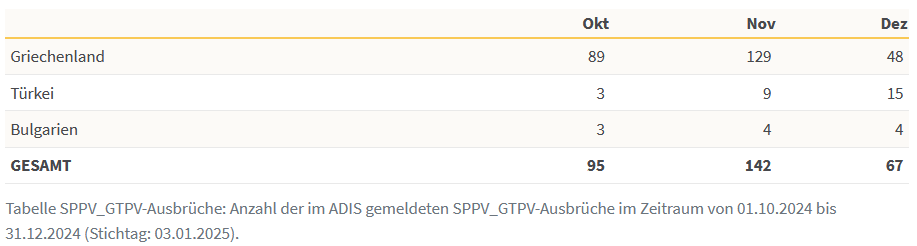 Okt Nov Dez
Griechenland 89 129 48
Türkei 3 9 15
Bulgarien 3 4 4
GESAMT 95 142 67
Tabelle SPPV_GTPV-Ausbrüche: Anzahl der im ADIS gemeldeten SPPV_GTPV-Ausbrüche im Zeitraum von 01.10.2024 bis
31.12.2024 (Stichtag: 03.01.2025).